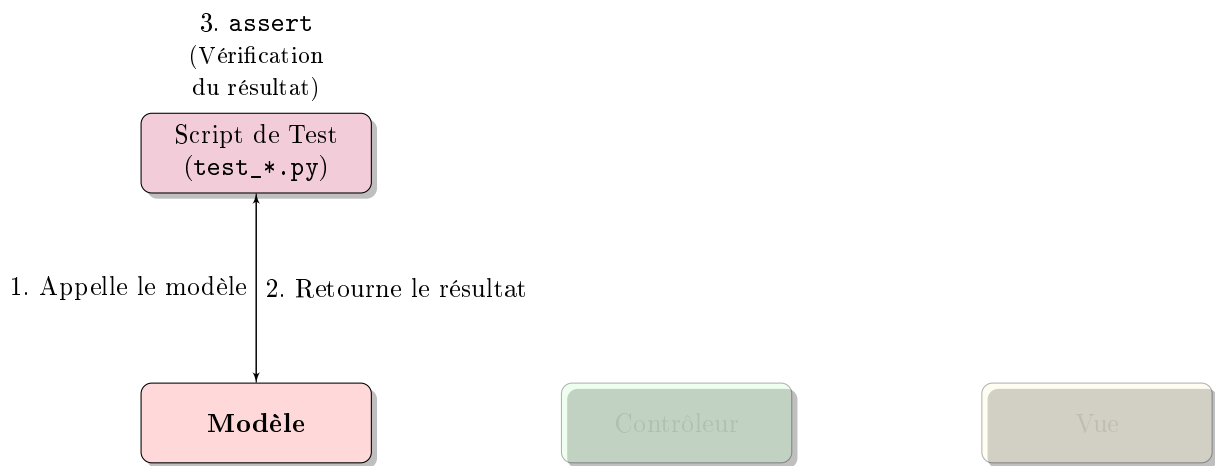 3. assert
(Vérification
du résultat)
Script de Test
(test_*.py)
1. Appelle le modèle
2. Retourne le résultat
Modèle
Contrôleur
Vue